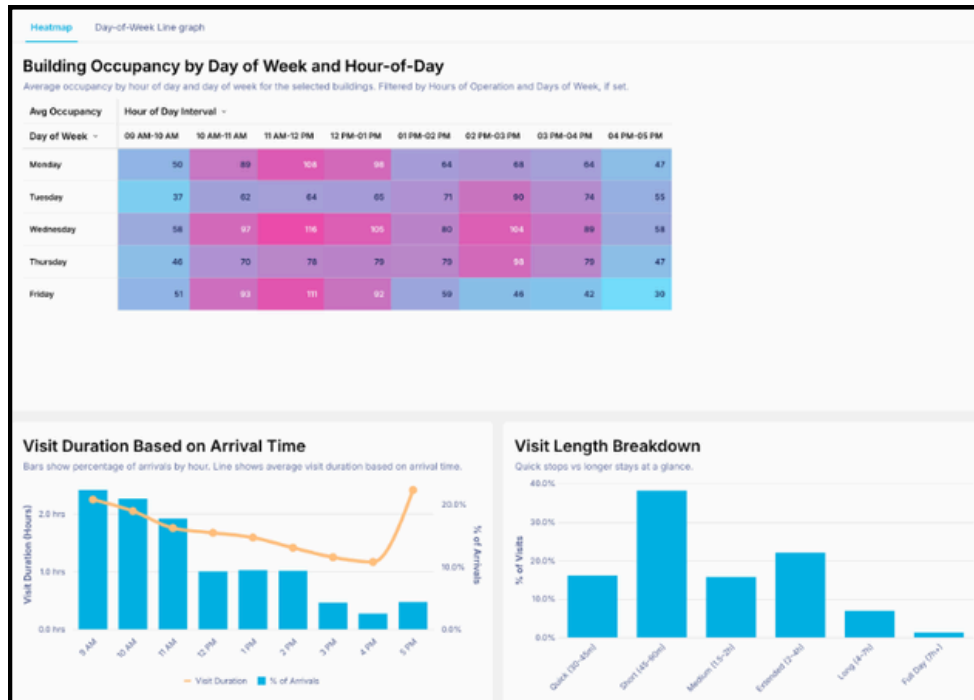 Heatmap Day-of-Week Line graph
Building Occupancy by Day of Week and Hour-of-Day
Average occupancy by hour of day and day of week for the selected buildings. Filtered by Hours of Operation and Days of Week, if set.
Avg Occupancy Hour of Day Interval
Day of Week 09 AM-10 AM 10 AM-11 AM 11 AM-12 PM 12 PM-01 PM 01 PM-02 PM 02 PM-03 PM 03 PM-04 PM 04 PM-05 PM
Monday 50 89 108 98 64 68 64 47
Tuesday 37 62 64 65 71 90 74 55
Wednesday 58 97 116 105 80 104 89 58
Thursday 46 70 78 79 79 98 79 47
Friday 51 93 111 92 59 46 42 30
Visit Duration Based on Arrival Time
Bars show percentage of arrivals by hour. Line shows average visit duration based on arrival time.
Visit Duration (Hours)
2.0 hrs
1.0 hrs
0.0 hrs
20.0%
10.0%
0.0%
% of Arrivals
9 AM 10 AM 11 AM 12 PM 1 PM 2 PM 3 PM 4 PM 5 PM
Visit Duration % of Arrivals
Visit Length Breakdown
Quick stops vs longer stays at a glance.
% of Visits
40.0%
30.0%
20.0%
10.0%
0.0%
Quick (30-45m) Short (45-90m) Medium (1.5-2h) Extended (2-4h) Long (4-7h) Full Day (7h+)